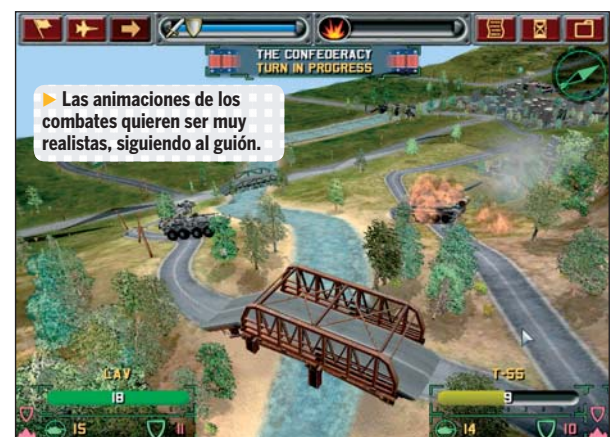 THE CONFEDERACY
TURN IN PROGRESS
Las animaciones de los
combates quieren ser muy
realistas, siguiendo al guión.
LAV
18
15 11
T-55
9
14 10